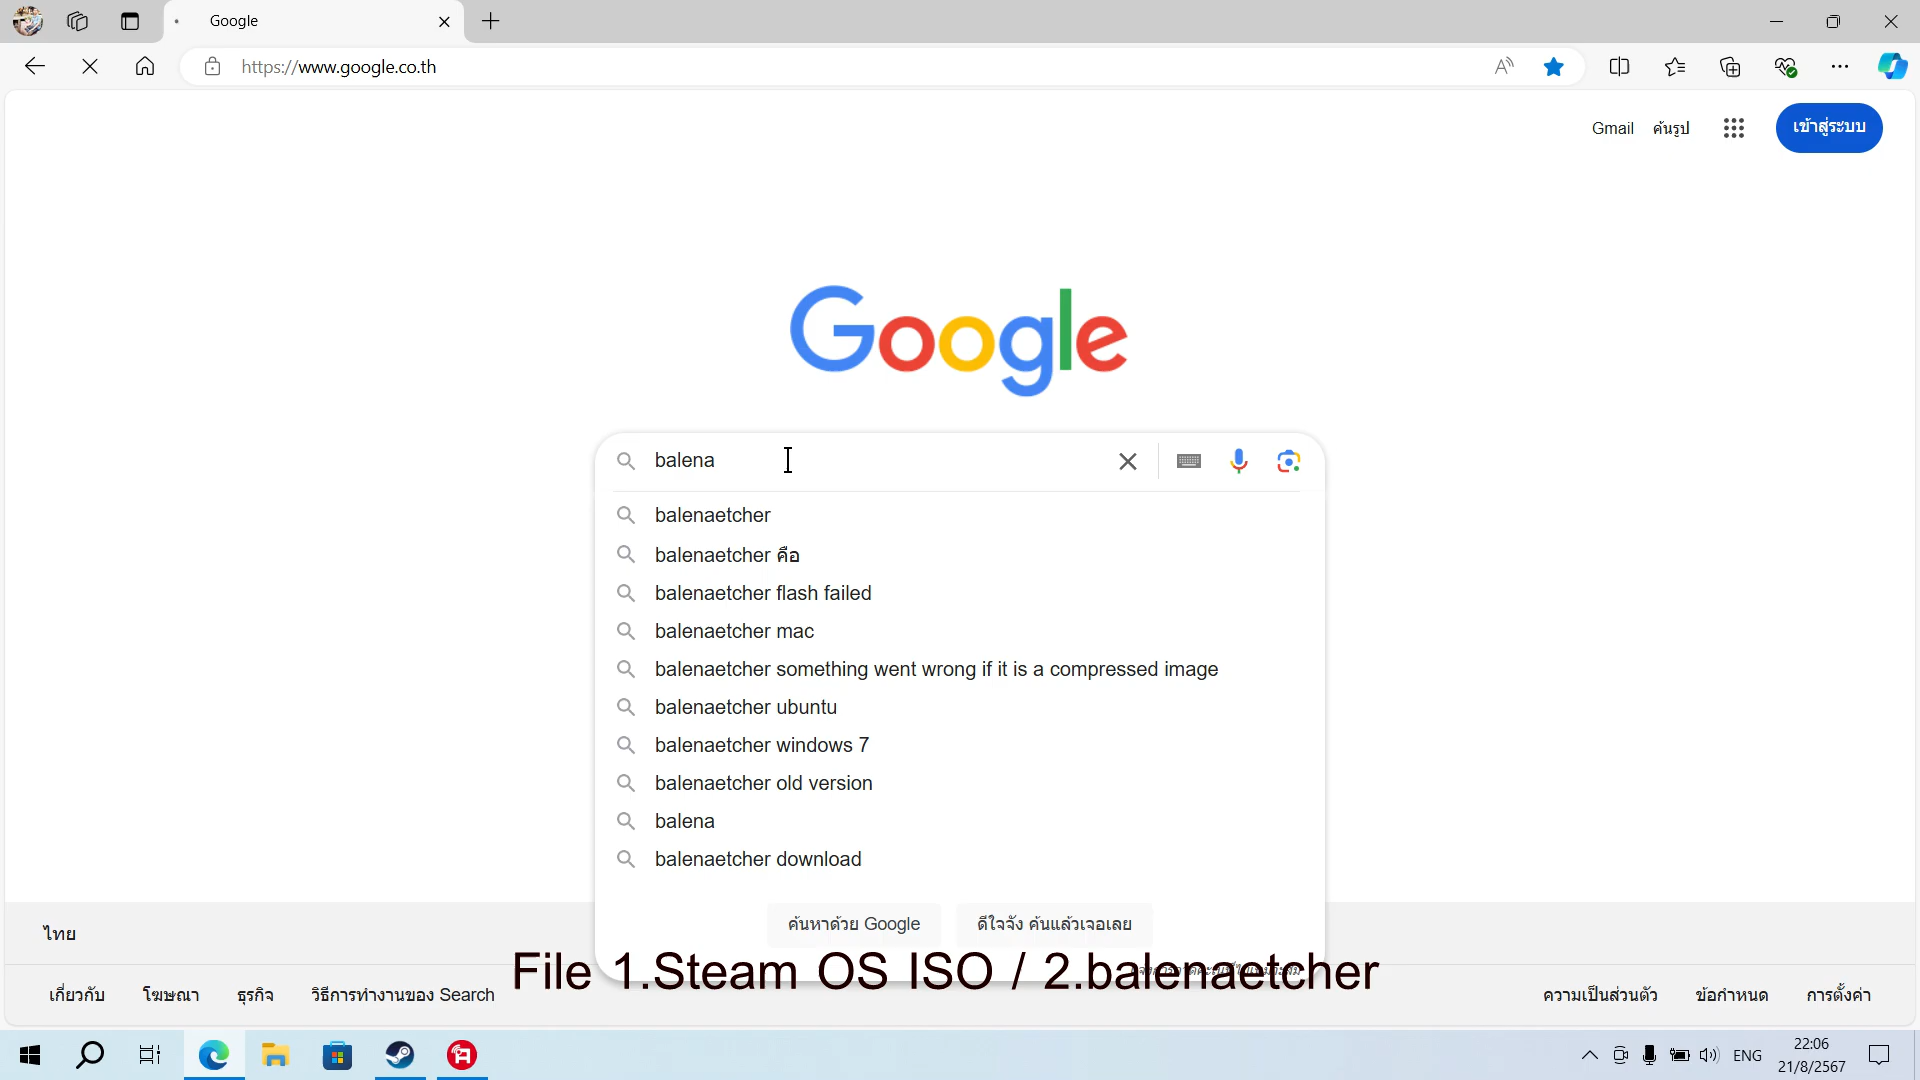 Google
https://www.google.co.th
Gmail
ค้นรูป
เข้าสู่ระบบ
Google
balena
balenaetcher
balenaetcher คือ
balenaetcher flash failed
balenaetcher mac
balenaetcher something went wrong if it is a compressed image
balenaetcher ubuntu
balenaetcher windows 7
balenaetcher old version
balena
balenaetcher download
ค้นหาด้วย Google
ดีใจจัง ค้นแล้วเจอเลย
ไทย
File 1.Steam OS ISO / 2.balenaetcher
เกี่ยวกับ
โฆษณา
ธุรกิจ
วิธีการทำงานของ Search
ความเป็นส่วนตัว
ข้อกำหนด
การตั้งค่า
ENG
22:06
21/8/2567